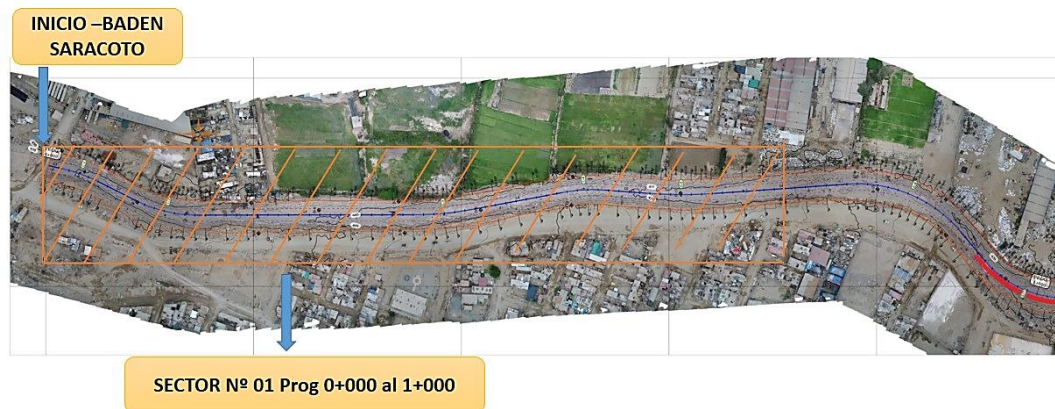 INICIO –BADEN
SARACOTO
SECTOR Nº 01 Prog 0+000 al 1+000